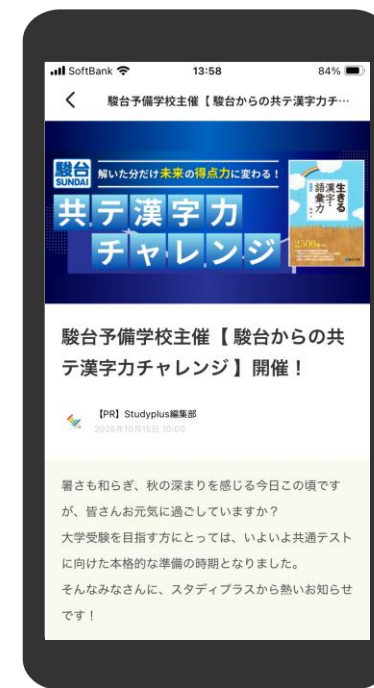 SoftBank 13:58 84%
駿台予備学校主催【 駿台からの共テ漢字力チ…
駿台
SUNDAI
解いた分だけ未来の得点力に変わる!
共テ漢字力
チャレンジ
生きる
漢字・
語彙力
2500
駿台予備学校主催【 駿台からの共
テ漢字力チャレンジ 】開催!
【PR】Studyplus編集部
2025年10月15日 10:00
暑さも和らぎ、秋の深まりを感じる今日この頃です
が、皆さんお元気に過ごしていますか?
大学受験を目指す方にとっては、いよいよ共通テスト
に向けた本格的な準備の時期となりました。
そんなみなさんに、スタディプラスから熱いお知らせ
です!